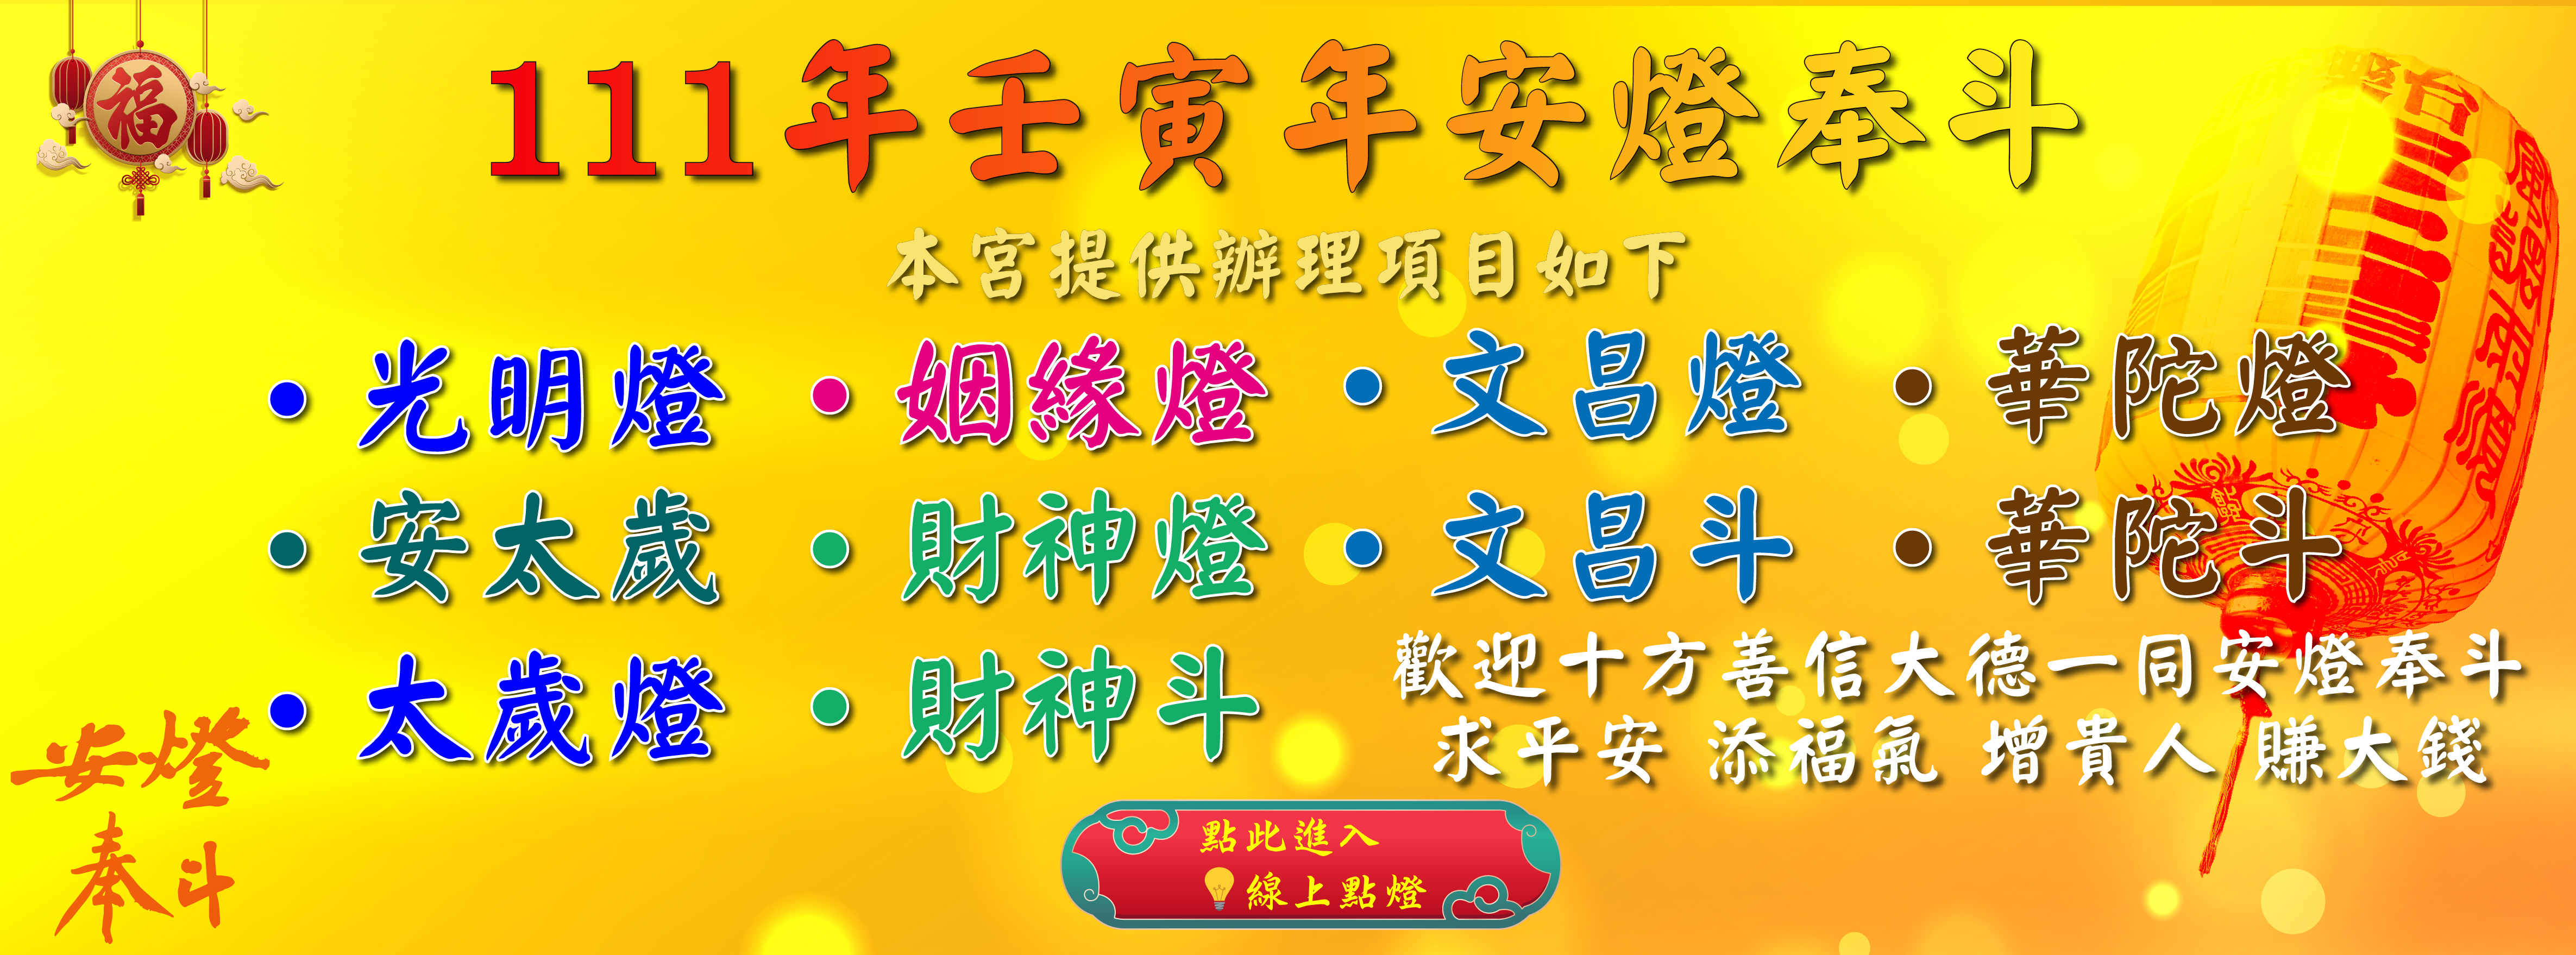 福
111年壬寅年安燈奉斗
本宮提供辦理項目如下
• 光明燈 • 姻緣燈 • 文昌燈 • 華陀燈
• 安太歲 • 財神燈 • 文昌斗 • 華陀斗
• 太歲燈 • 財神斗
歡迎十方善信大德一同安燈奉斗
求平安 添福氣 增貴人 賺大錢
安燈
奉斗
點此進入
線上點燈